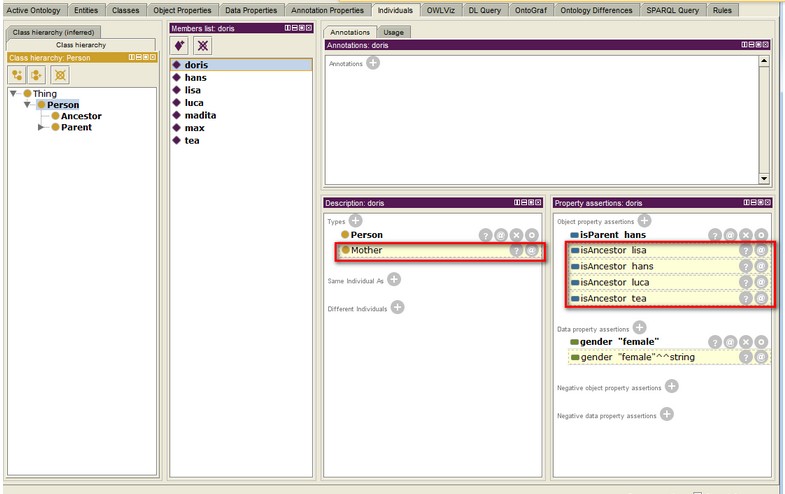 Active Ontology Entities Classes Object Properties Data Properties Annotation Properties Individuals OWLViz DL Query OntoGraf Ontology Differences SPARQL Query Rules
Class hierarchy (inferred)
Class hierarchy
Class hierarchy: Person
Thing
Person
Ancestor
Parent
Members list: doris
doris
hans
lisa
luca
madita
max
tea
Annotations Usage
Annotations: doris
Annotations
Description: doris
Types
Person
Mother
Same Individual As
Different Individuals
Property assertions: doris
Object property assertions
isParent hans
isAncestor lisa
isAncestor hans
isAncestor luca
isAncestor tea
Data property assertions
gender "female"
gender "female"^^string
Negative object property assertions
Negative data property assertions